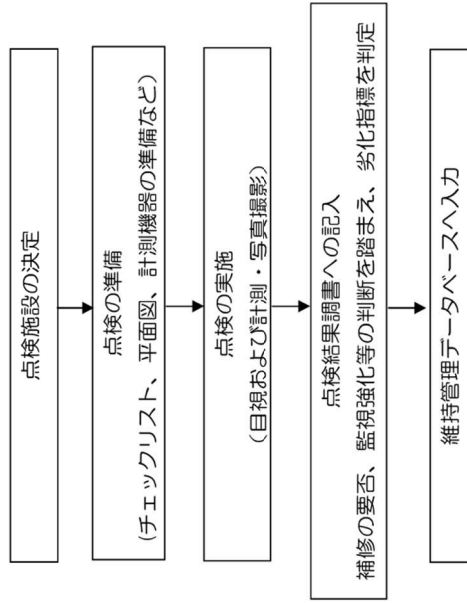 点検施設の決定
点検の準備
(チェックリスト、平面図、計測機器の準備など)
点検の実施
(目視および計測・写真撮影)
点検結果調書への記入
補修の要否、監視強化等の判断を踏まえ、劣化指標を判定
維持管理データベースへ入力